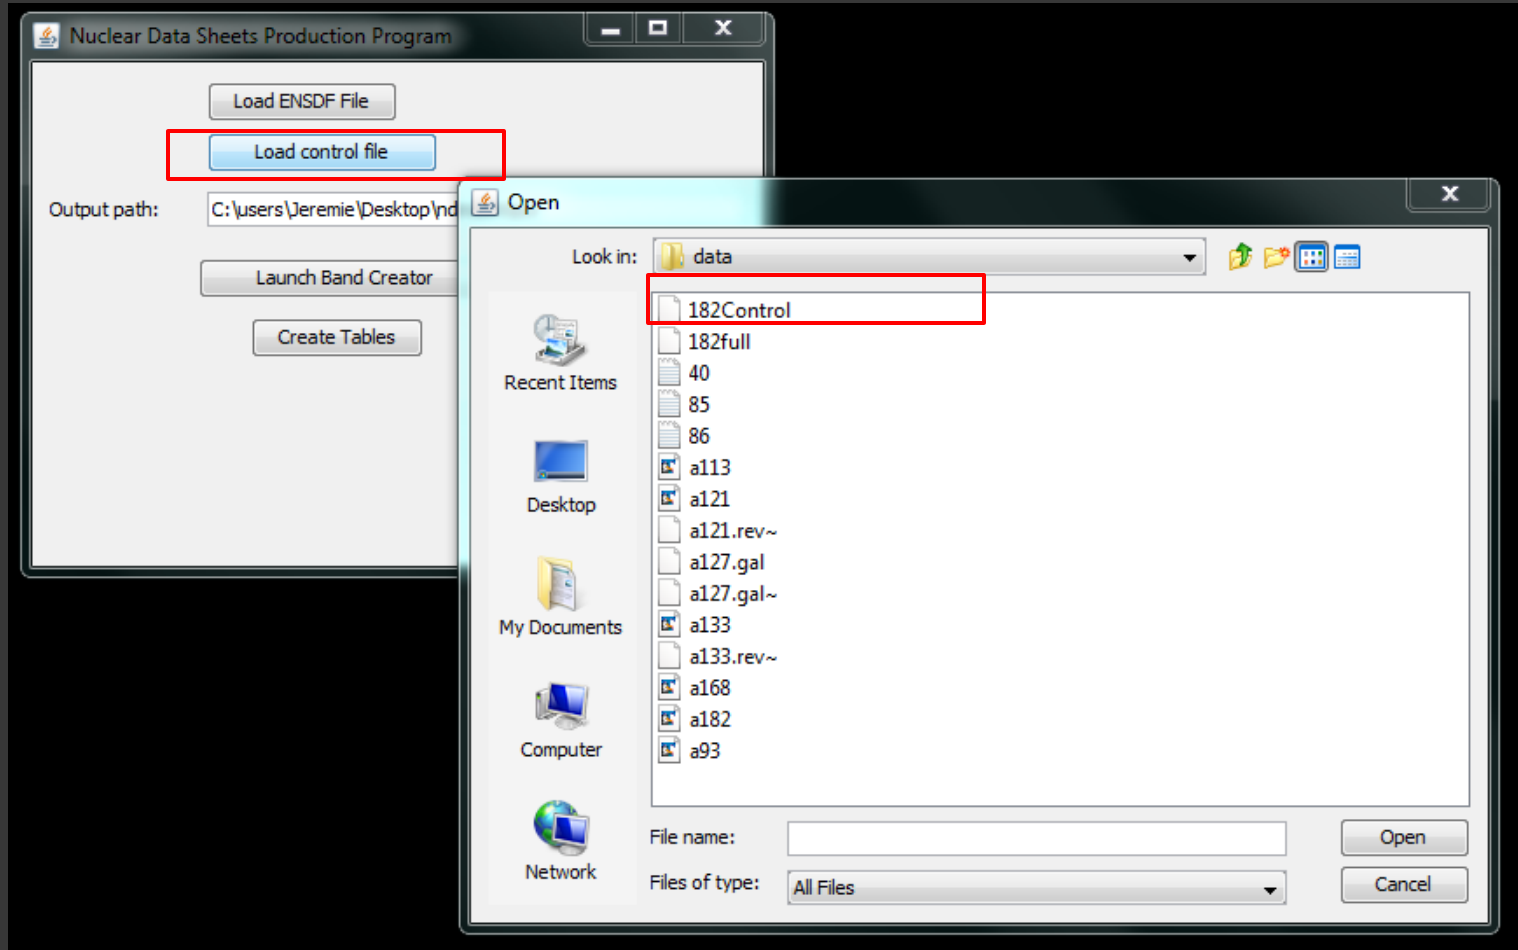 Nuclear Data Sheets Production Program
Load ENSDF File
Load control file
Output path:
C:\users\Jeremie\Desktop\nd
Launch Band Creator
Create Tables
Open
Look in:
data
Recent Items
Desktop
My Documents
Computer
Network
182Control
182full
40
85
86
a113
a121
a121.rev~
a127.gal
a127.gal~
a133
a133.rev~
a168
a182
a93
File name:
Open
Files of type:
All Files
Cancel